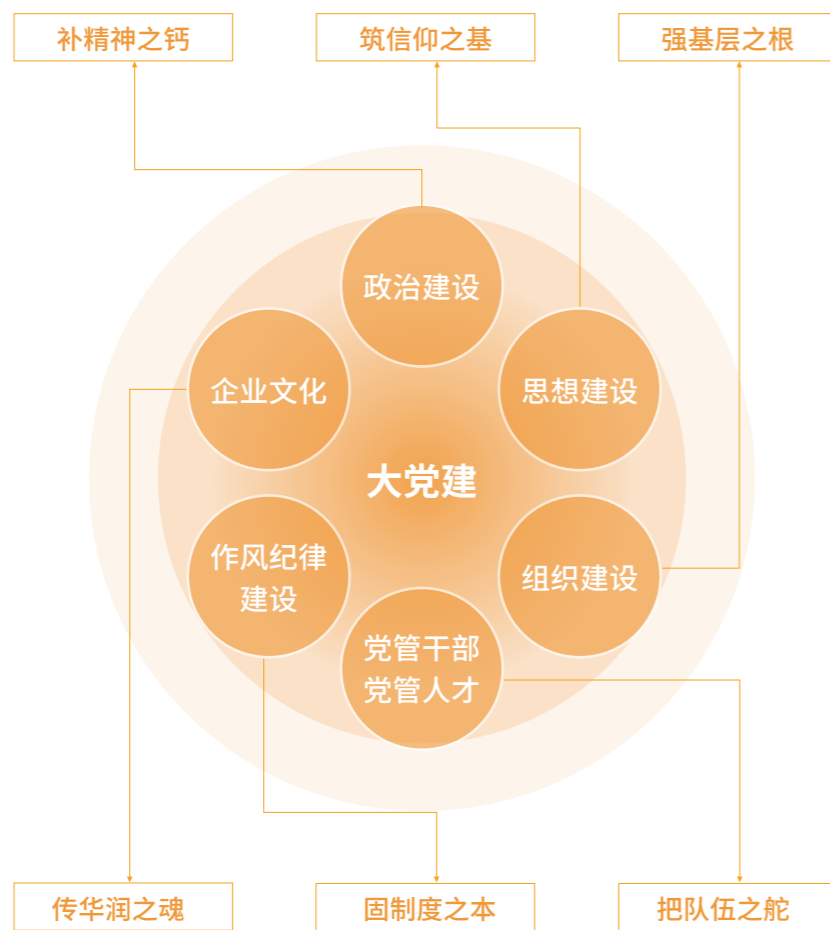 补精神之钙
筑信仰之基
强基层之根
政治建设
企业文化
思想建设
大党建
作风纪律
建设
组织建设
党管干部
党管人才
传华润之魂
固制度之本
把队伍之舵